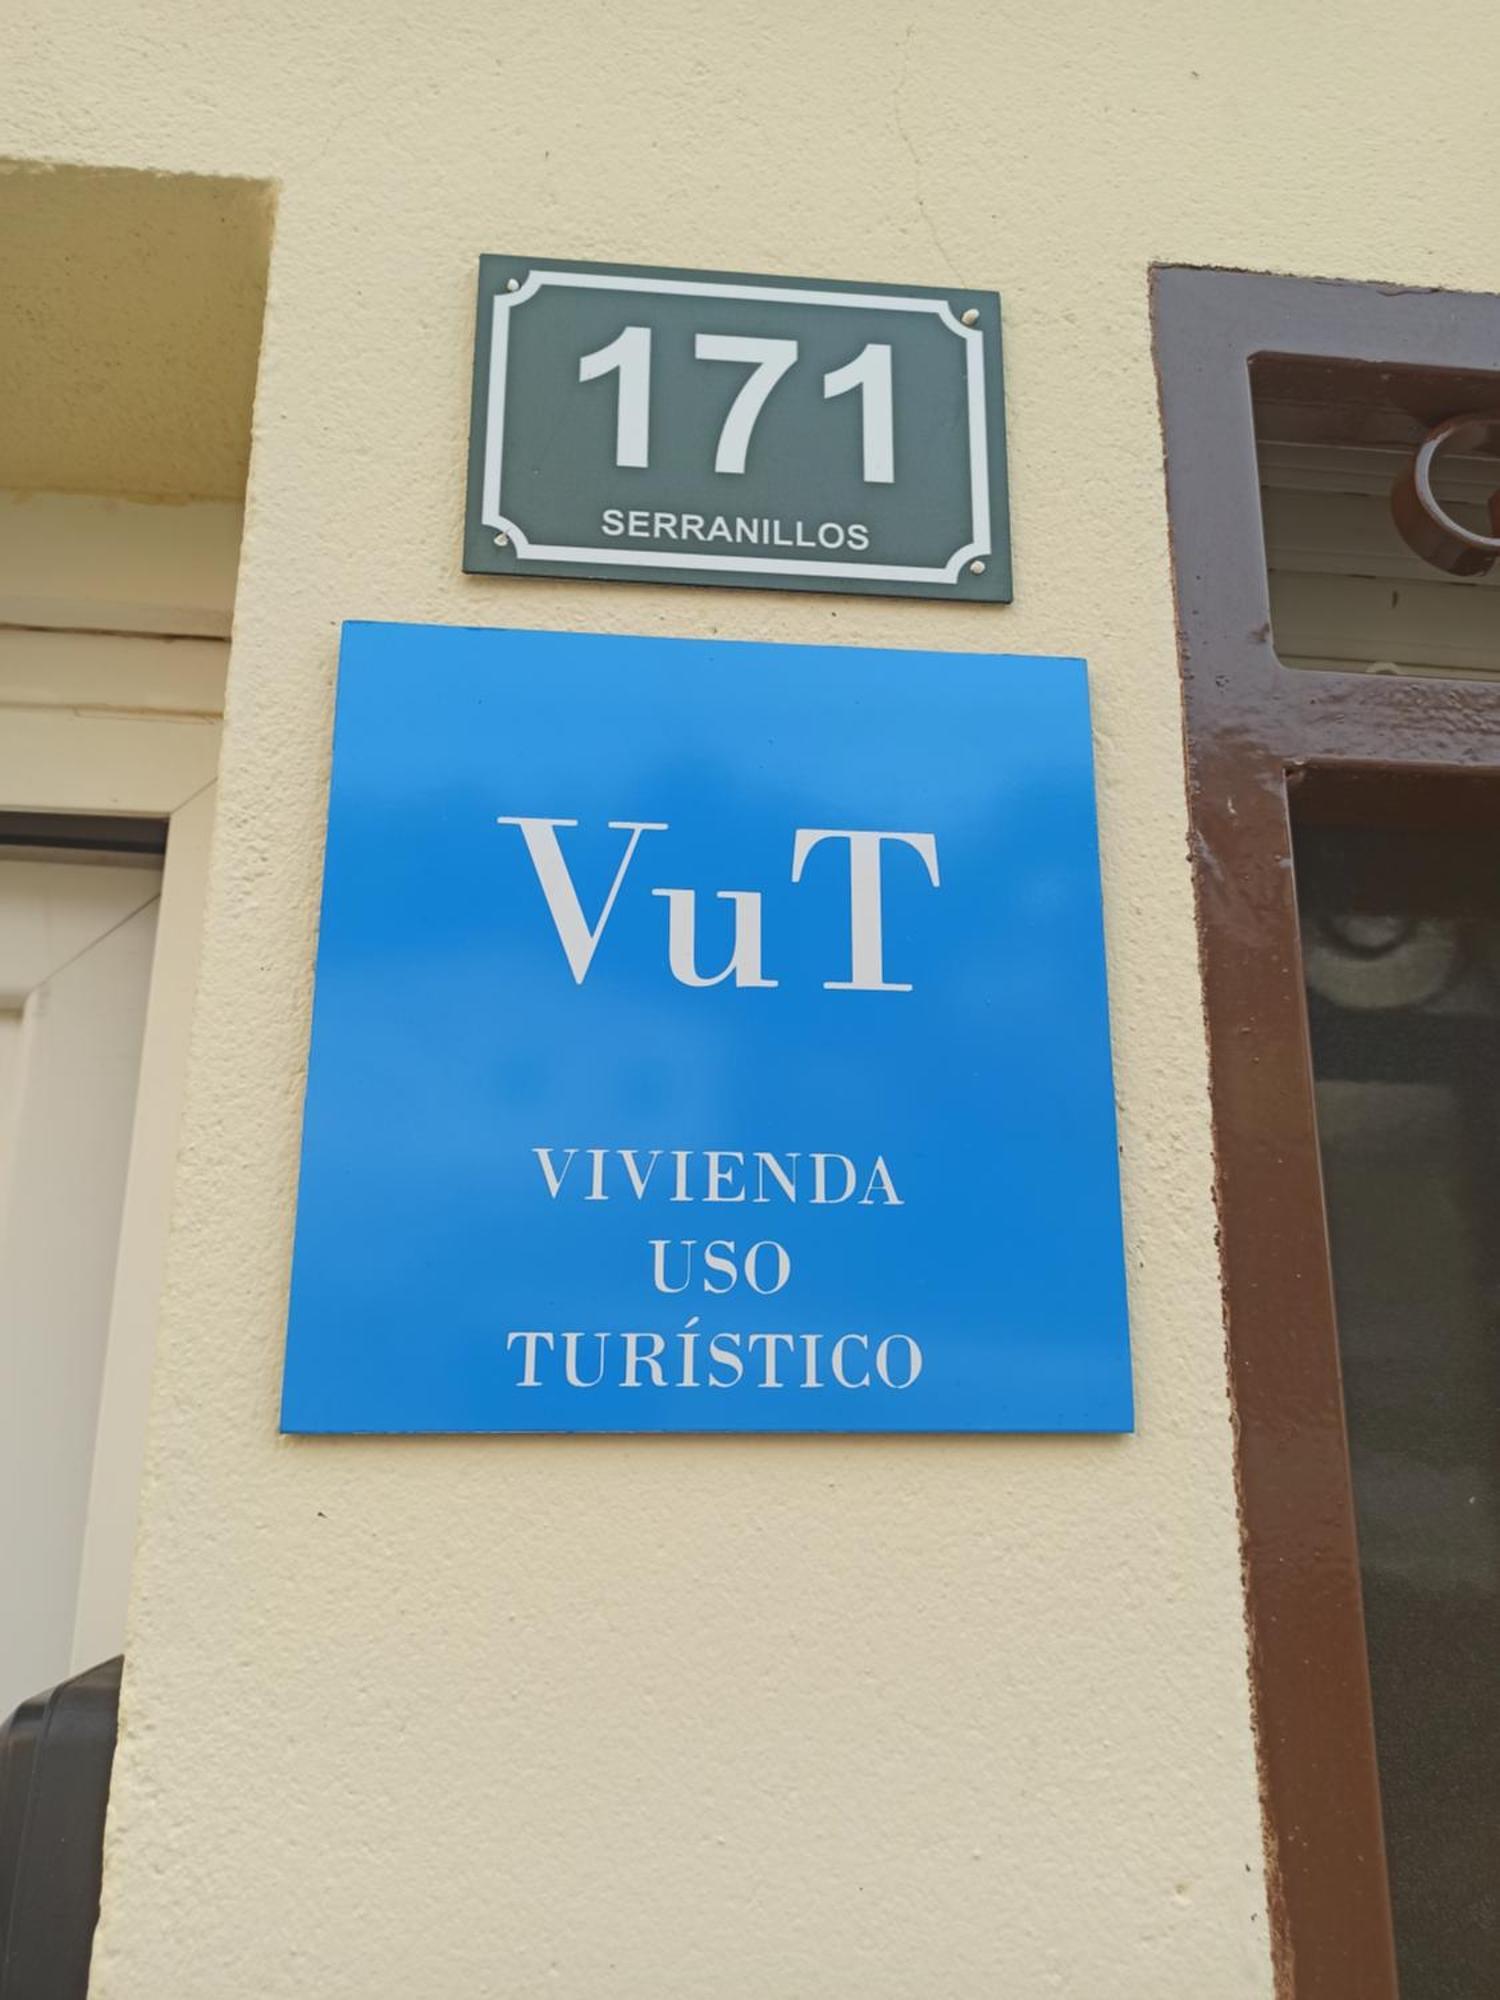 171
SERRANILLOS
VuT
VIVIENDA
USO
TURÍSTICO